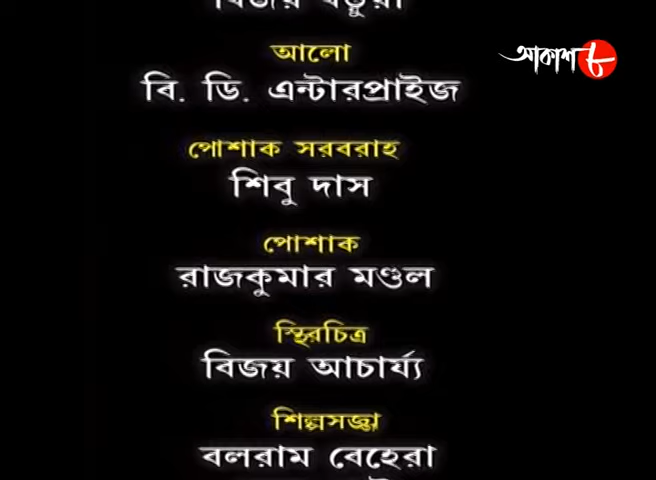 আলো
আকাশ ৮
বি. ডি. এন্টারপ্রাইজ
পোশাক সরবরাহ
শিবু দাস
পোশাক
রাজকুমার মণ্ডল
স্থিরচিত্র
বিজয় আচার্য্য
শিল্পসজ্জা
বলরাম বেহেরা